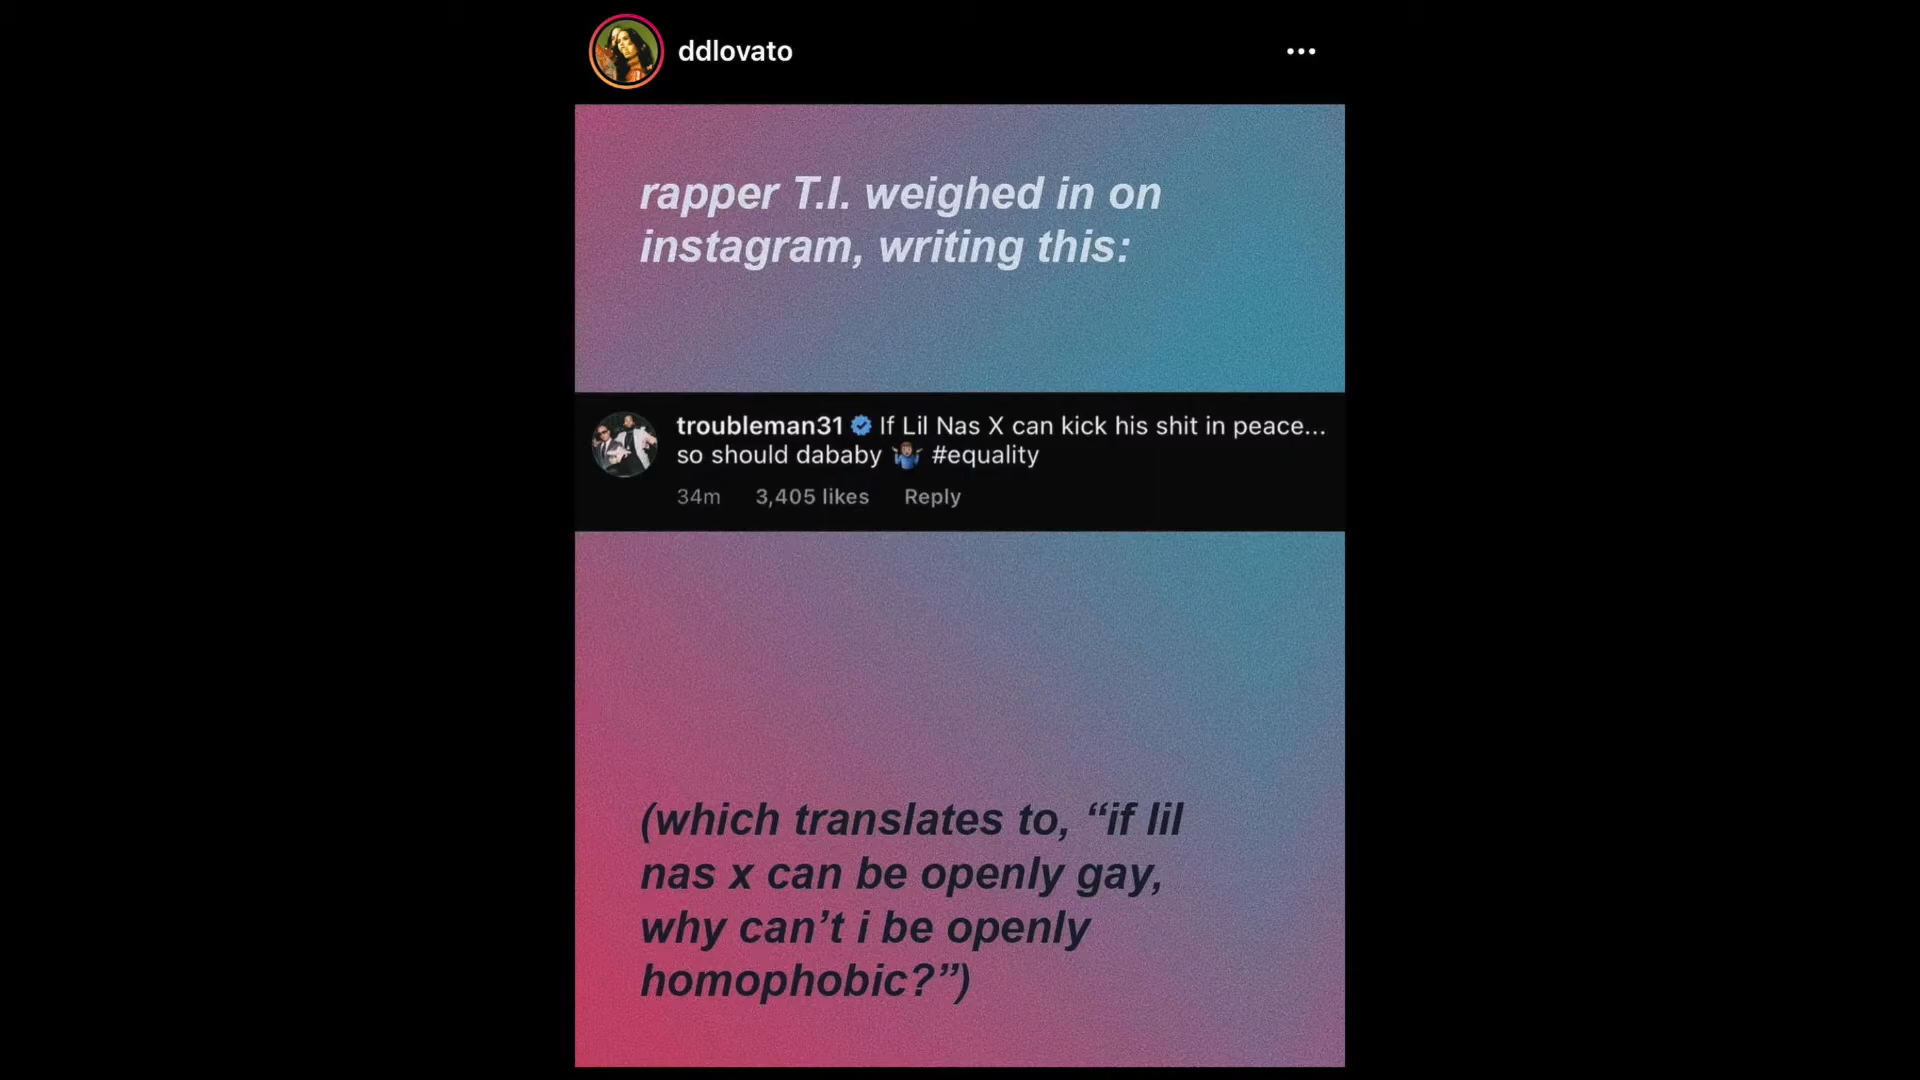 ddlovato
rapper T.I. weighed in on
instagram, writing this:
troubleman31 If Lil Nas X can kick his shit in peace...
so should dababy 🤷🏽‍♂️ #equality
34m 3,405 likes Reply
(which translates to, “if lil
nas x can be openly gay,
why can’t i be openly
homophobic?”)